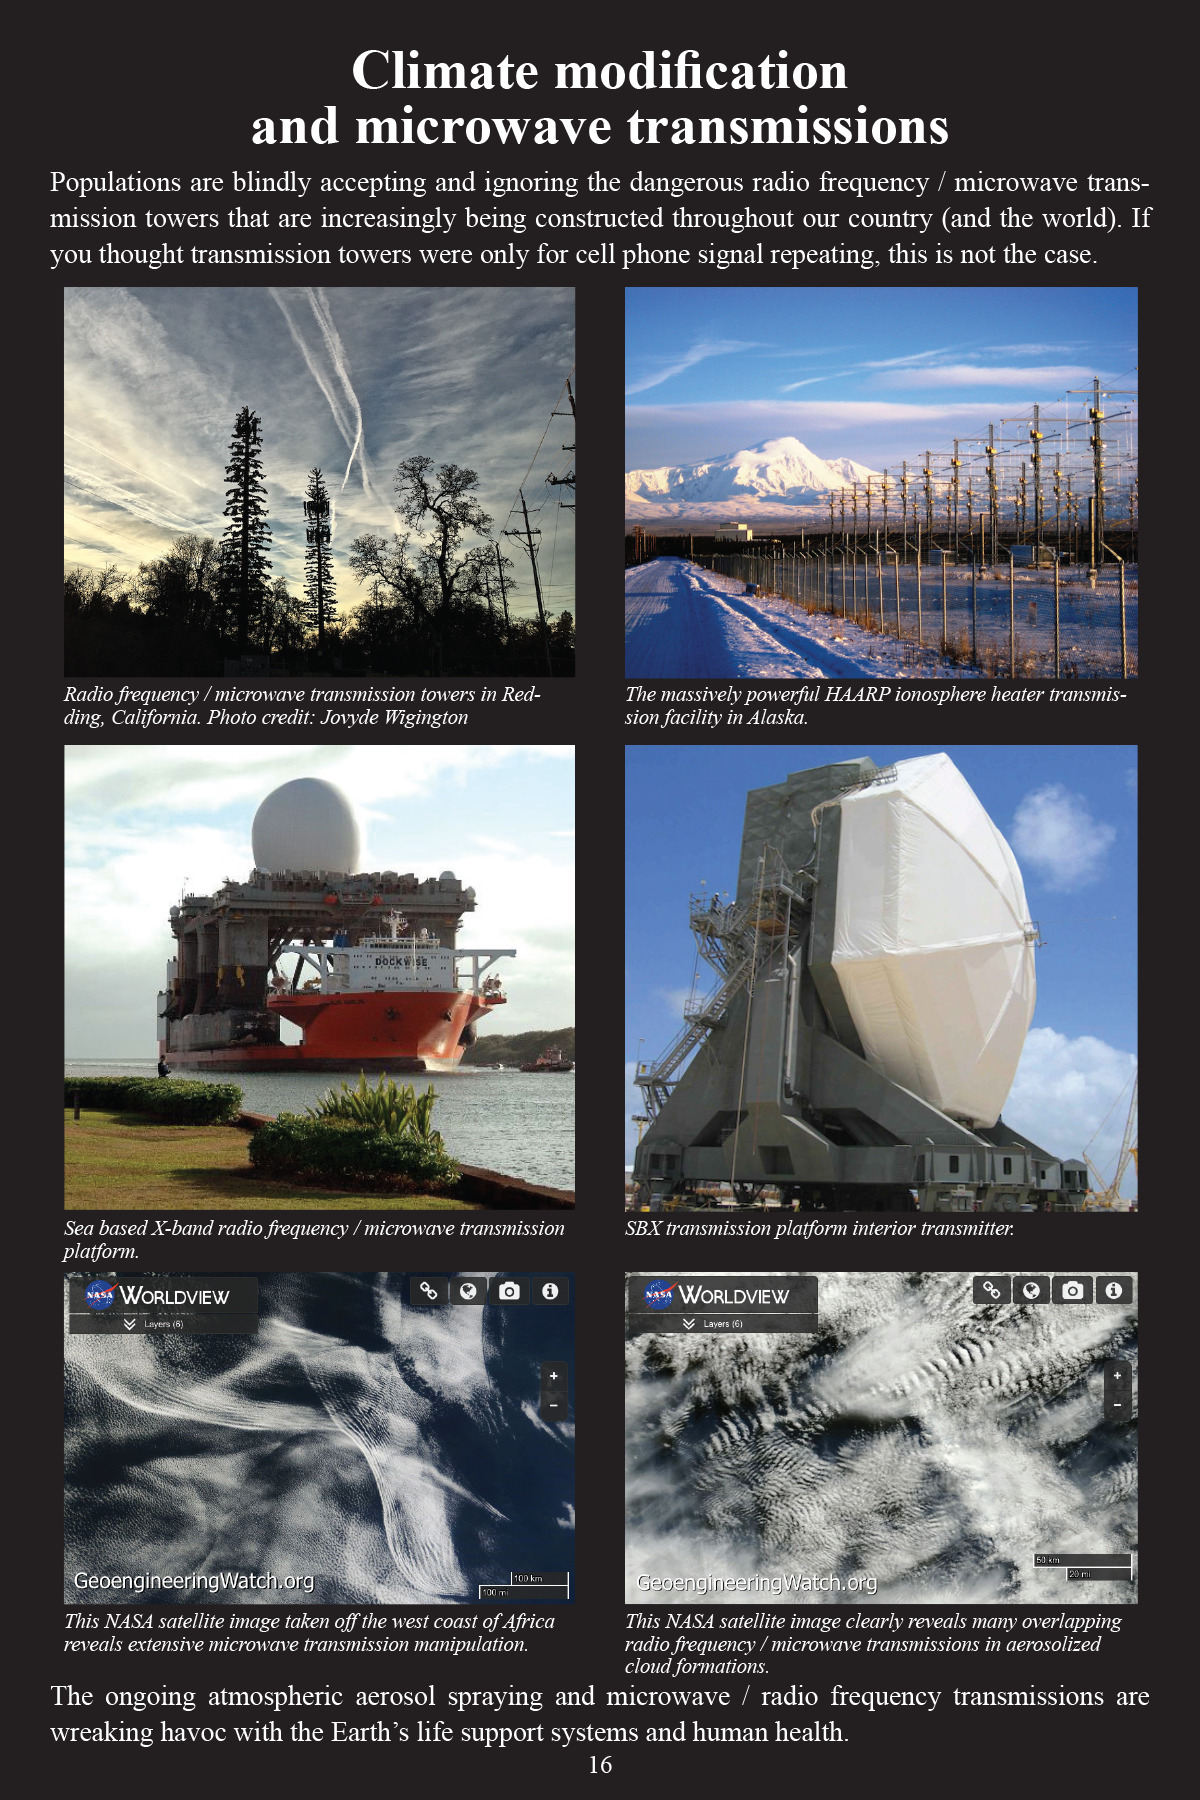 Climate modification
and microwave transmissions
Populations are blindly accepting and ignoring the dangerous radio frequency / microwave trans-
mission towers that are increasingly being constructed throughout our country (and the world). If
you thought transmission towers were only for cell phone signal repeating, this is not the case.
Radio frequency / microwave transmission towers in Red-
ding, California. Photo credit: Jovyde Wigington
The massively powerful HAARP ionosphere heater transmis-
sion facility in Alaska.
DOCKWISE
Sea based X-band radio frequency / microwave transmission
platform.
SBX transmission platform interior transmitter.
NASA WORLDVIEW
Layers (6)
+
-
GeoengineeringWatch.org
100 km
100 mi
This NASA satellite image taken off the west coast of Africa
reveals extensive microwave transmission manipulation.
NASA WORLDVIEW
Layers (6)
+
-
GeoengineeringWatch.org
50 km
20 mi
This NASA satellite image clearly reveals many overlapping
radio frequency / microwave transmissions in aerosolized
cloud formations.
The ongoing atmospheric aerosol spraying and microwave / radio frequency transmissions are
wreaking havoc with the Earth's life support systems and human health.
16